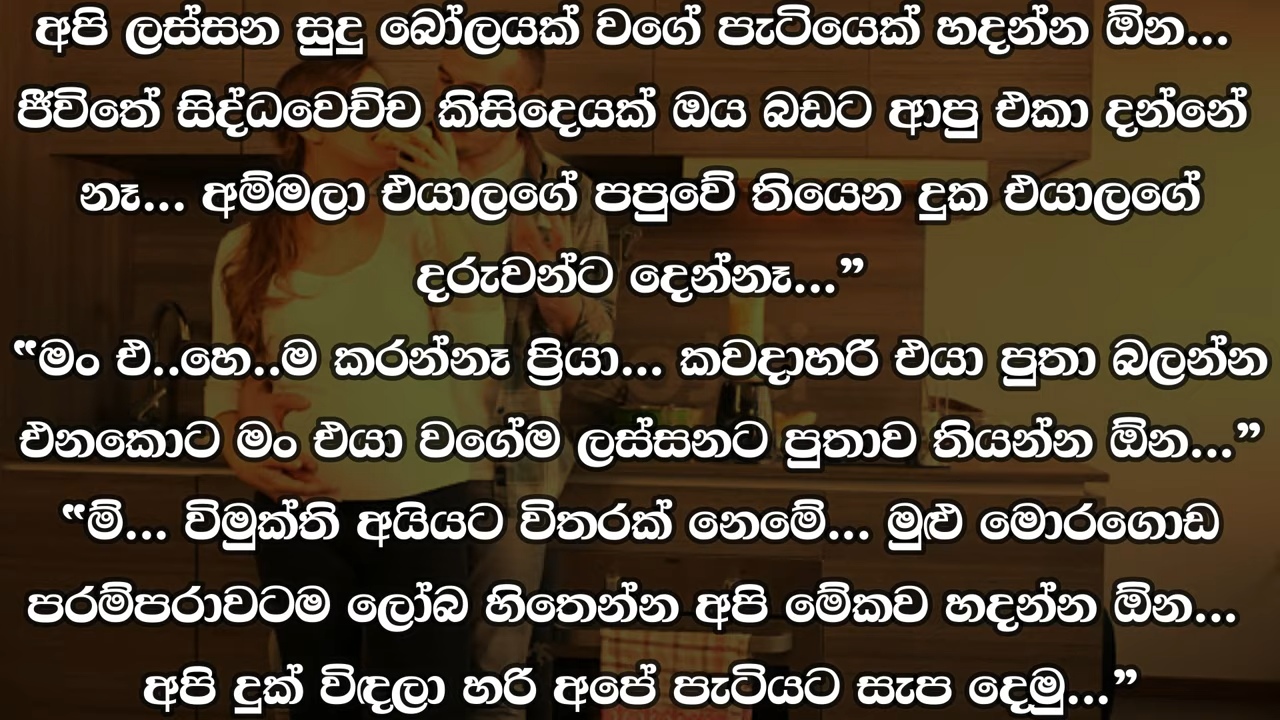 අපි ලස්සන සුදු බෝලයක් වගේ පැටියෙක් හදන්න ඕන...
ජීවිතේ සිද්ධවෙච්ච කිසිදෙයක් ඔය බඩට ආපු එකා දන්නේ
නෑ... අම්මලා එයාලගේ පපුවේ තියෙන දුක එයාලගේ
දරුවන්ට දෙන්නෑ...”
“මං එ..හෙ..ම කරන්නෑ ප්‍රියා... කවදාහරි එයා පුතා බලන්න
එනකොට මං එයා වගේම ලස්සනට පුතාව තියන්න ඕන...”
“ම්... විමුක්ති අයියට විතරක් නෙමේ... මුළු මොරගොඩ
පරම්පරාවටම ලෝබ හිතෙන්න අපි මේකව හදන්න ඕන...
අපි දුක් විඳලා හරි අපේ පැටියට සැප දෙමු...”